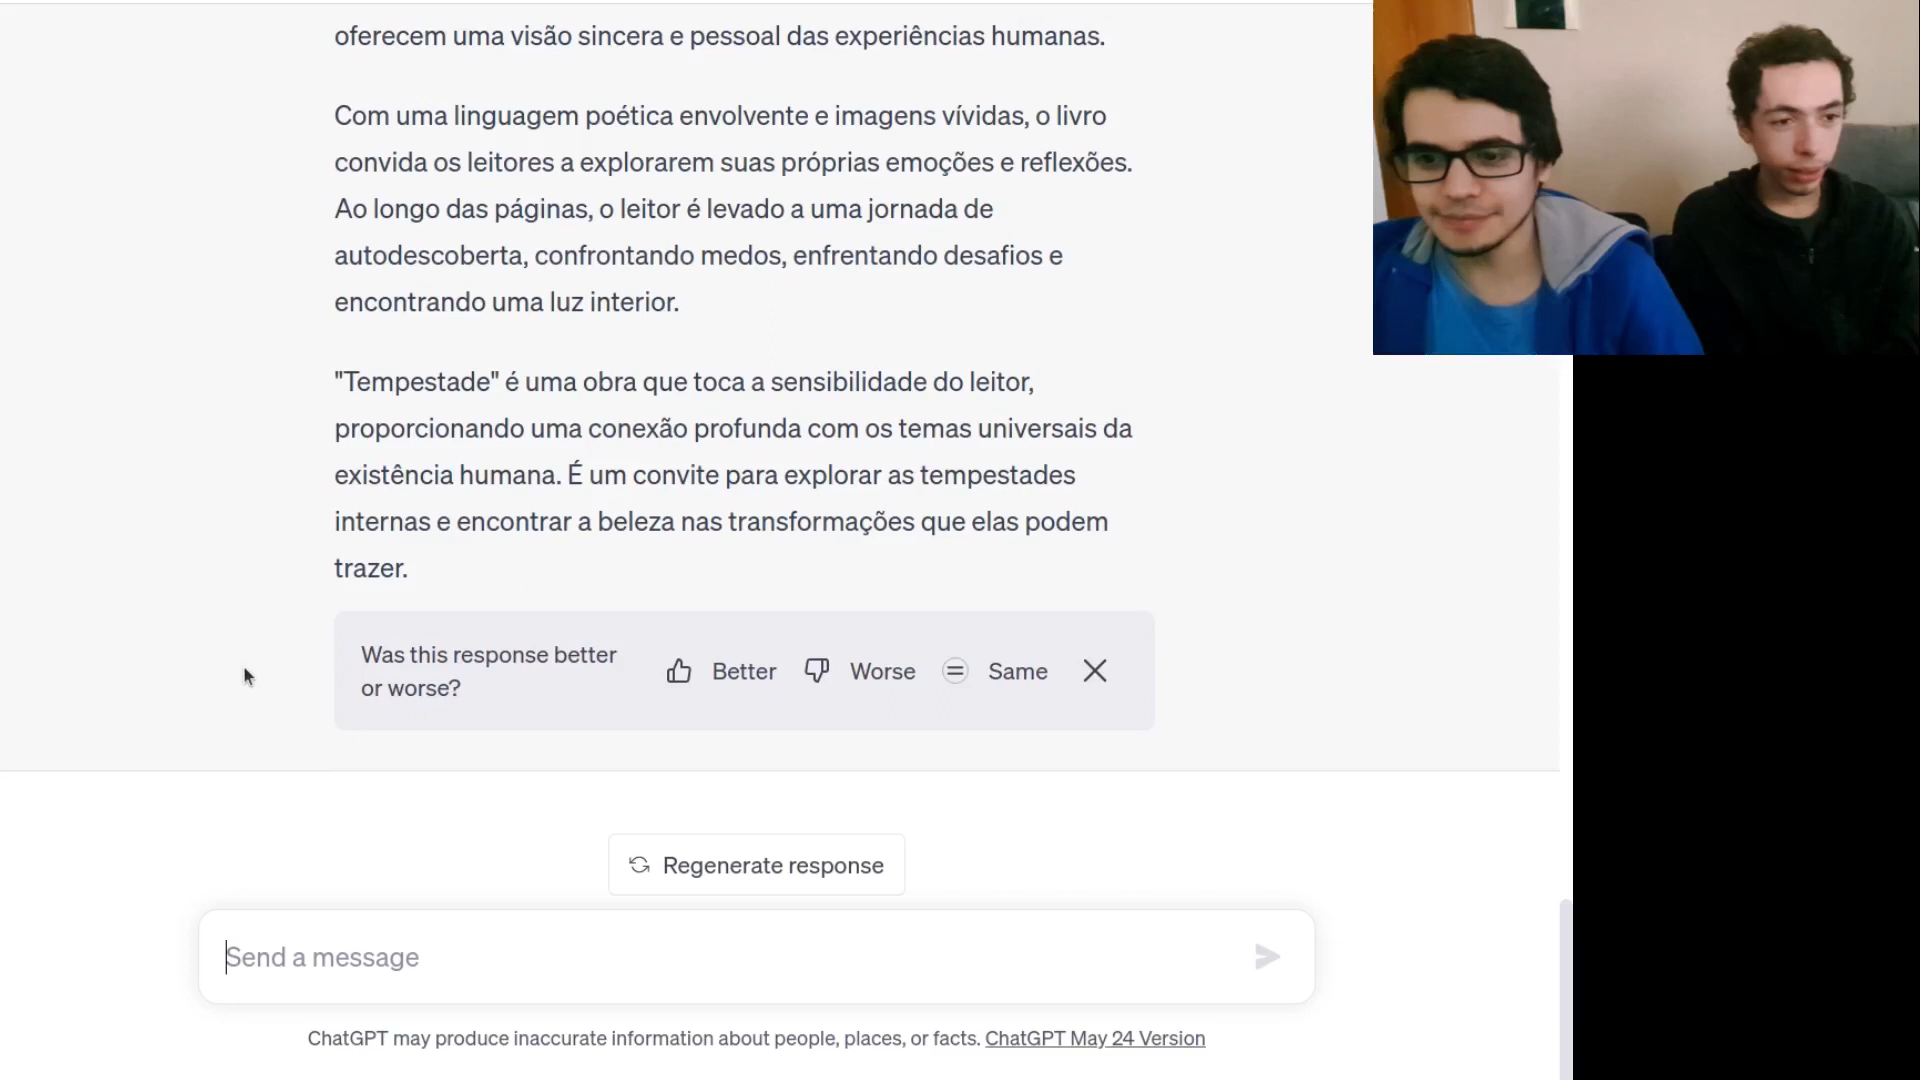 oferecem uma visão sincera e pessoal das experiências humanas.
Com uma linguagem poética envolvente e imagens vívidas, o livro
convida os leitores a explorarem suas próprias emoções e reflexões.
Ao longo das páginas, o leitor é levado a uma jornada de
autodescoberta, confrontando medos, enfrentando desafios e
encontrando uma luz interior.
"Tempestade" é uma obra que toca a sensibilidade do leitor,
proporcionando uma conexão profunda com os temas universais da
existência humana. É um convite para explorar as tempestades
internas e encontrar a beleza nas transformações que elas podem
trazer.
Was this response better
or worse?
Better
Worse
Same
Regenerate response
Send a message
ChatGPT may produce inaccurate information about people, places, or facts. ChatGPT May 24 Version